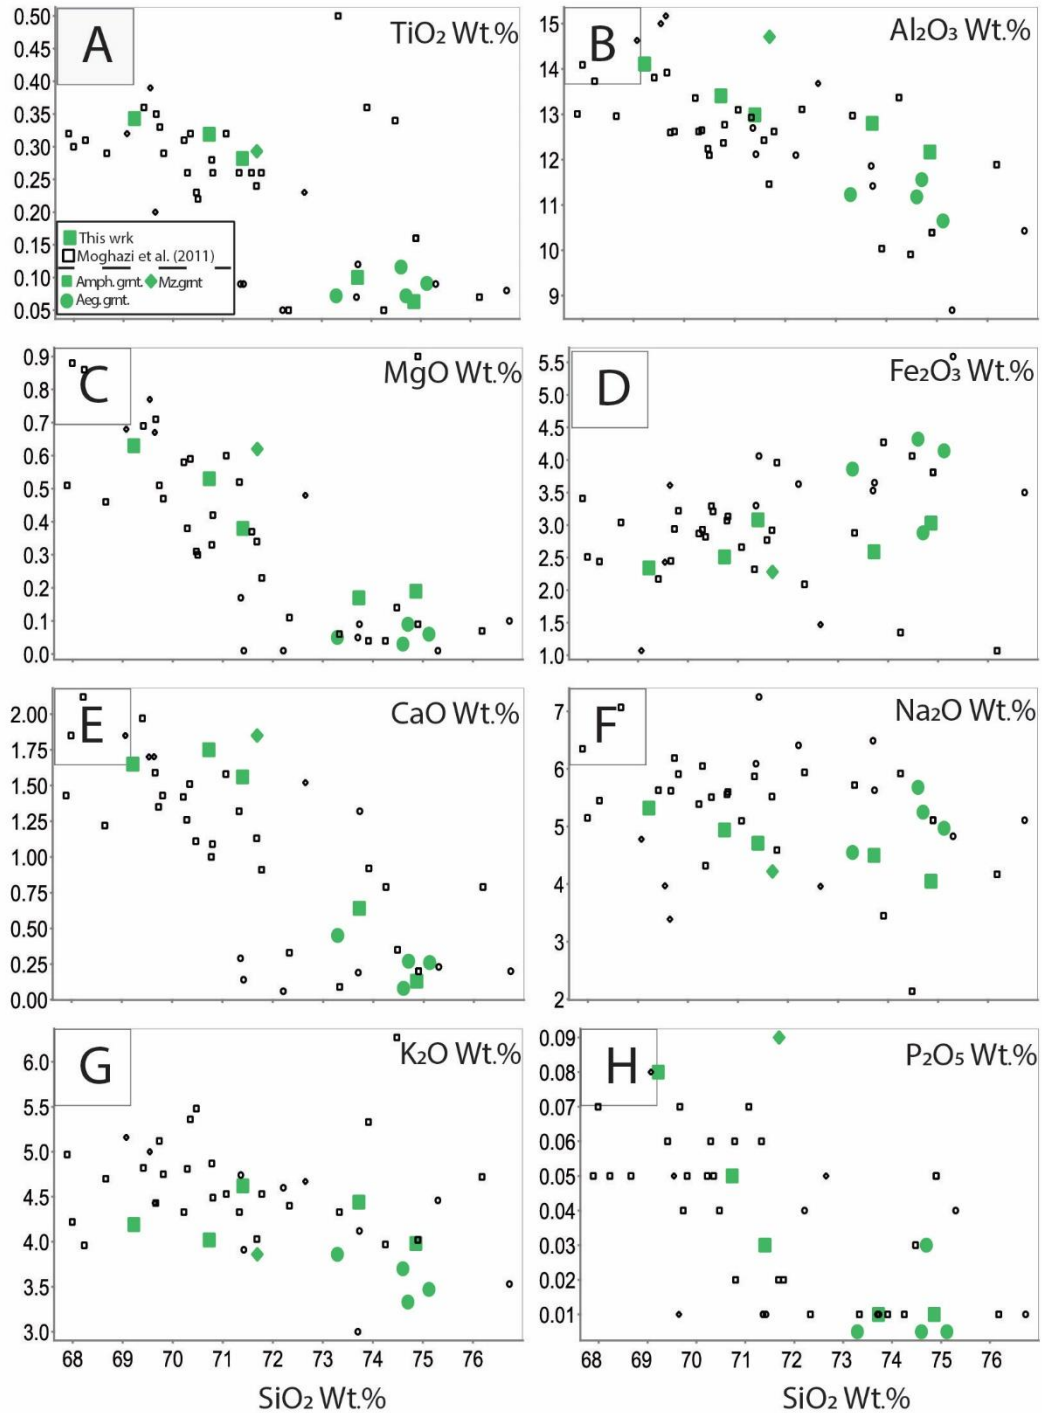 A
TiO₂ Wt.%
0.50
0.45
0.40
0.35
0.30
0.25
0.20
0.15
0.10
0.05
This wrk
Moghazi et al. (2011)
Amph. grnt. Mz.grnt
Aeg. grnt.
B
Al₂O₃ Wt.%
15
14
13
12
11
10
9
C
MgO Wt.%
0.9
0.8
0.7
0.6
0.5
0.4
0.3
0.2
0.1
0.0
D
Fe₂O₃ Wt.%
5.5
5.0
4.5
4.0
3.5
3.0
2.5
2.0
1.5
1.0
E
CaO Wt.%
2.00
1.75
1.50
1.25
1.00
0.75
0.50
0.25
0.00
F
Na₂O Wt.%
7
6
5
4
3
2
G
K₂O Wt.%
6.0
5.5
5.0
4.5
4.0
3.5
3.0
68 69 70 71 72 73 74 75 76
SiO₂ Wt.%
H
P₂O₅ Wt.%
0.09
0.08
0.07
0.06
0.05
0.04
0.03
0.02
0.01
68 69 70 71 72 73 74 75 76
SiO₂ Wt.%